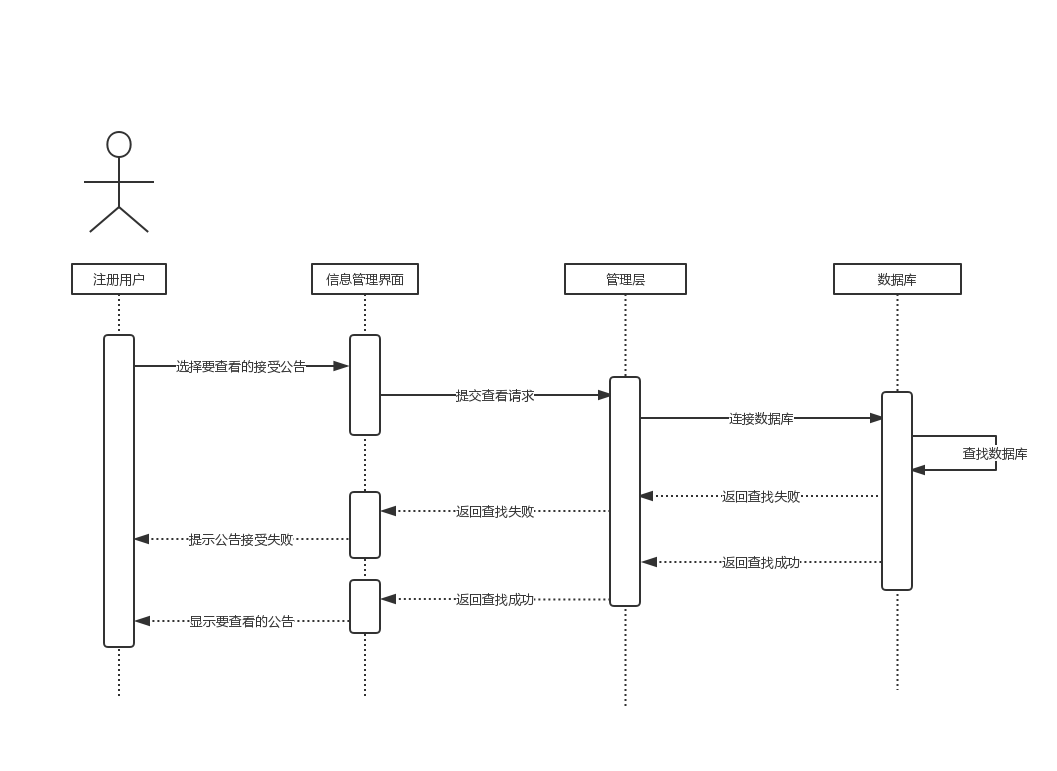 注册用户
信息管理界面
管理层
数据库
选择要查看的接受公告
提交查看请求
连接数据库
查找数据库
返回查找失败
返回查找失败
提示公告接受失败
返回查找成功
返回查找成功
显示要查看的公告